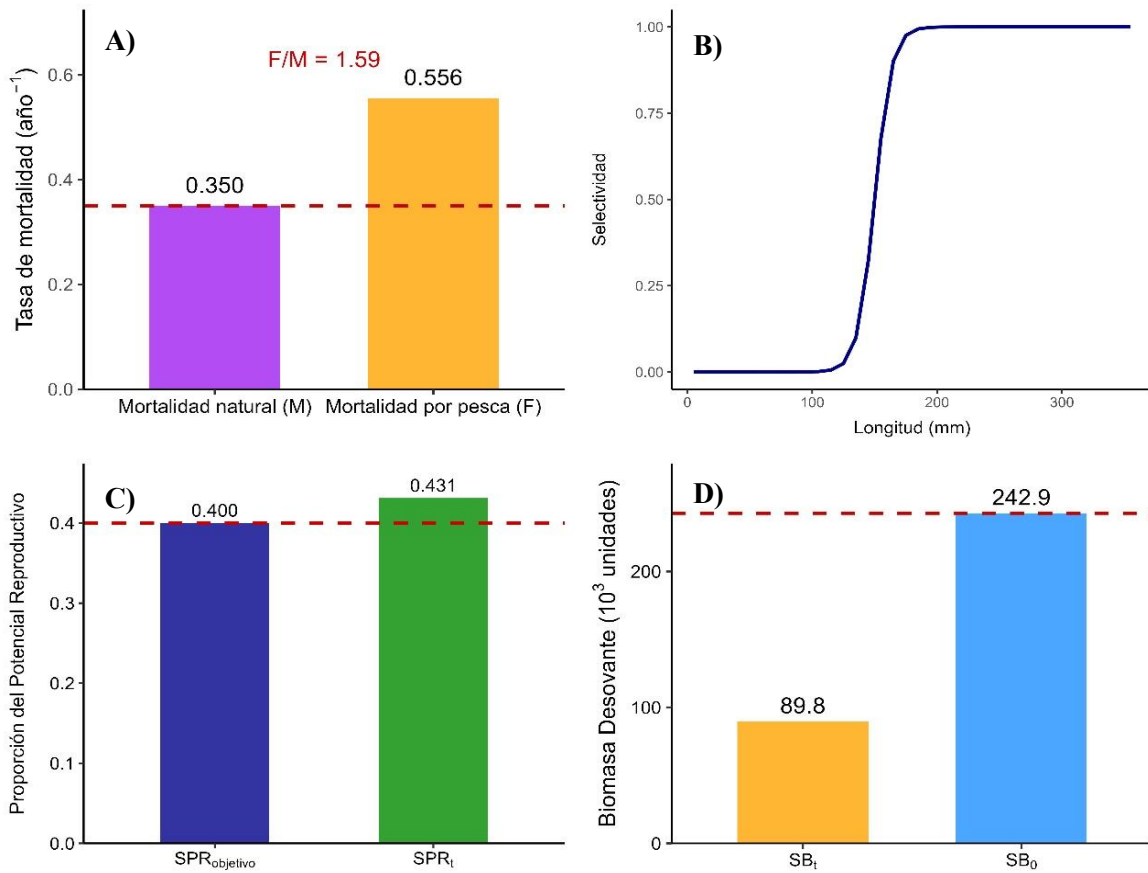 A)
F/M = 1.59
0.556
0.350
Tasa de mortalidad (año⁻¹)
0.6
0.4
0.2
0.0
Mortalidad natural (M)
Mortalidad por pesca (F)
B)
Selectividad
1.00
0.75
0.50
0.25
0.00
0
100
200
300
Longitud (mm)
C)
0.400
0.431
Proporción del Potencial Reproductivo
0.4
0.3
0.2
0.1
0.0
SPRobjetivo
SPRt
D)
242.9
89.8
Biomasa Desovante (10³ unidades)
200
100
0
SBt
SB0